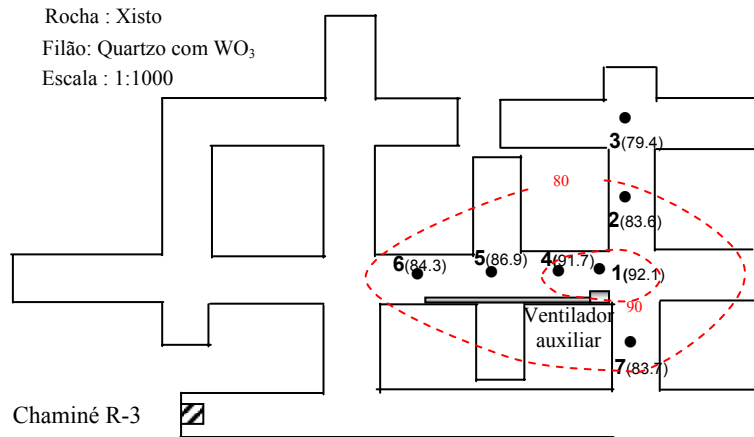 Rocha : Xisto
Filão: Quartzo com WO₃
Escala : 1:1000
3(79.4)
80
2(83.6)
6(84.3)
5(86.9)
4(91.7)
1(92.1)
90
Ventilador
auxiliar
7(83.7)
Chaminé R-3